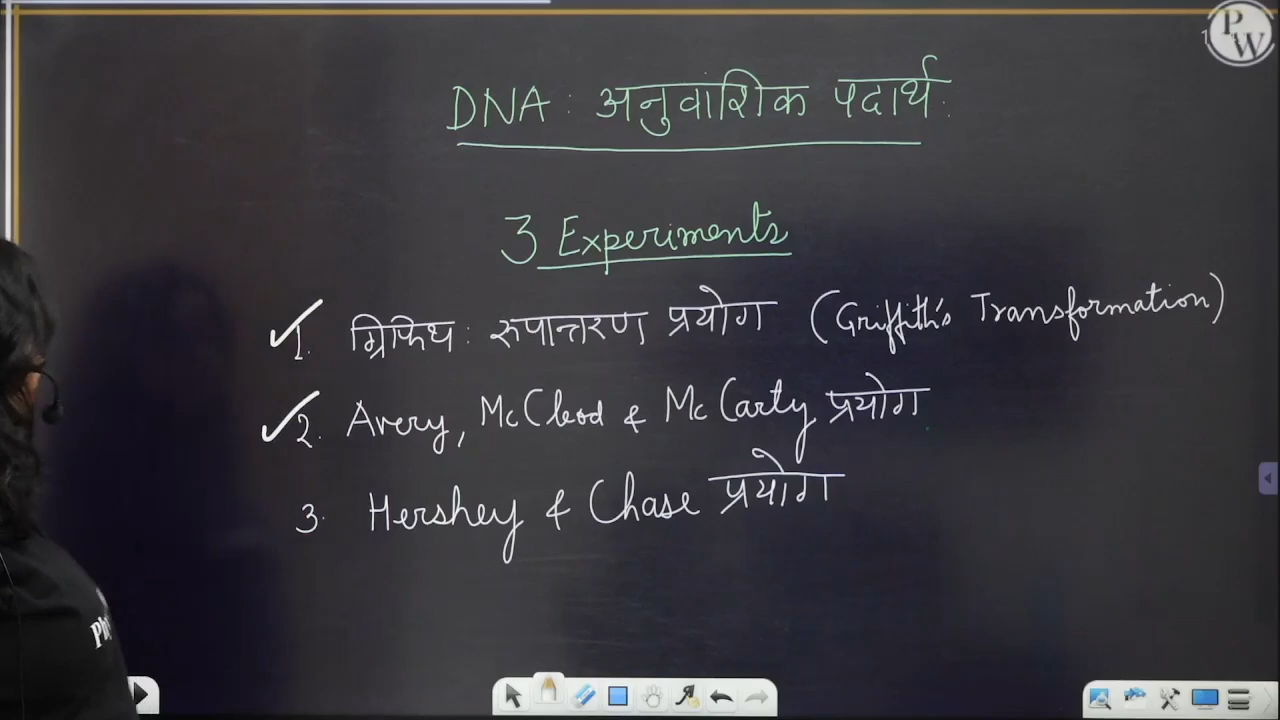 PW
DNA : अनुवांशिक पदार्थ :
3 Experiments
1. ग्रिफिथ : रूपान्तरण प्रयोग (Griffith's Transformation)
2. Avery, McCleod & McCarty प्रयोग
3. Hershey & Chase प्रयोग